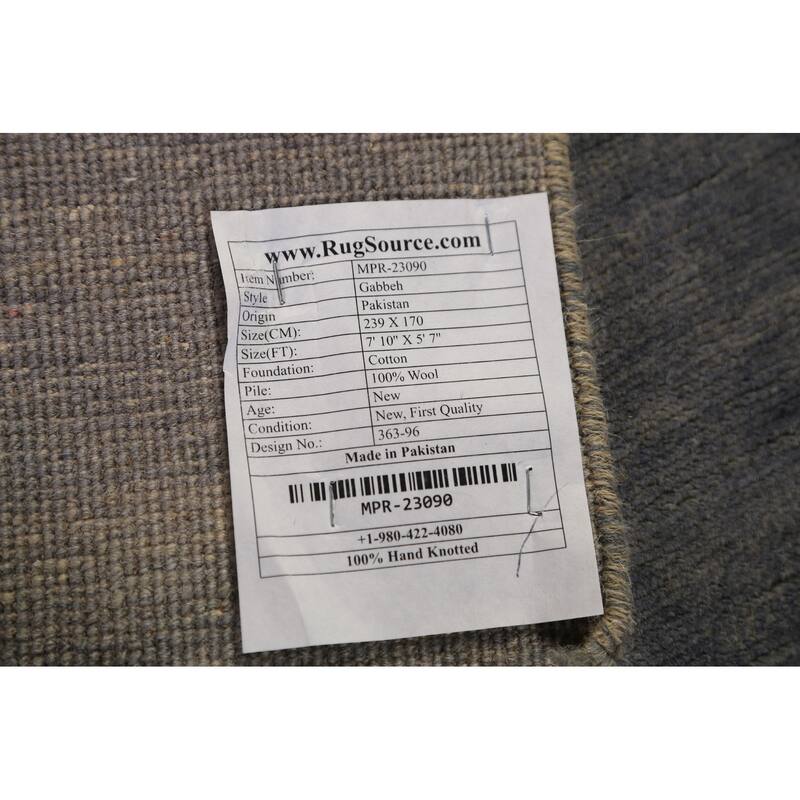 www.RugSource.com
Item Number: MPR-23090
Style Gabbeh
Origin Pakistan
Size(CM): 239 X 170
Size(FT): 7' 10" X 5' 7"
Foundation: Cotton
Pile: 100% Wool
Age: New
Condition: New, First Quality
Design No.: 363-96
Made in Pakistan
MPR-23090
+1-980-422-4080
100% Hand Knotted